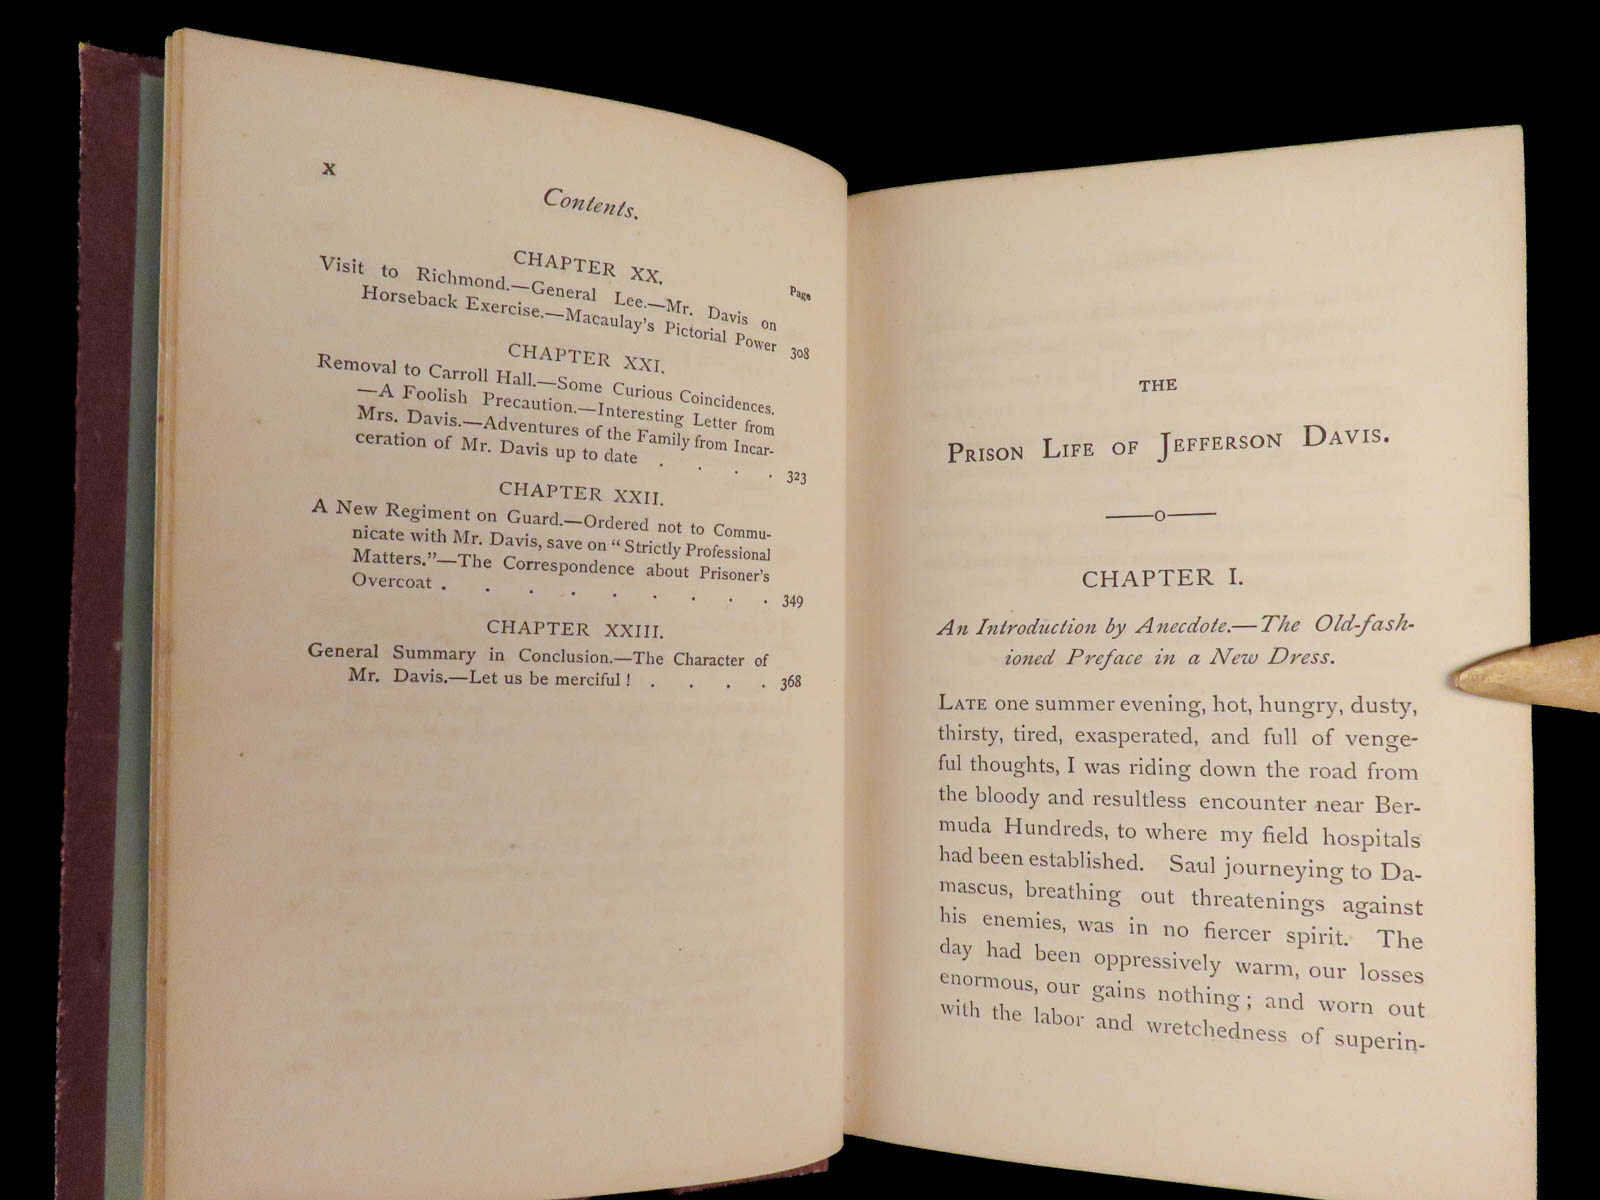 x
Contents.
CHAPTER XX.
Page
Visit to Richmond.—General Lee.—Mr. Davis on
Horseback Exercise.—Macaulay's Pictorial Power 308
CHAPTER XXI.
Removal to Carroll Hall.—Some Curious Coincidences.
—A Foolish Precaution.—Interesting Letter from
Mrs. Davis.—Adventures of the Family from Incar-
ceration of Mr. Davis up to date . . . . 323
CHAPTER XXII.
A New Regiment on Guard.—Ordered not to Commu-
nicate with Mr. Davis, save on "Strictly Professional
Matters."—The Correspondence about Prisoner's
Overcoat . . . . . . . . . 349
CHAPTER XXIII.
General Summary in Conclusion.—The Character of
Mr. Davis.—Let us be merciful! . . . . 368
THE
PRISON LIFE OF JEFFERSON DAVIS.
CHAPTER I.
An Introduction by Anecdote.—The Old-fash-
ioned Preface in a New Dress.
LATE one summer evening, hot, hungry, dusty,
thirsty, tired, exasperated, and full of venge-
ful thoughts, I was riding down the road from
the bloody and resultless encounter near Ber-
muda Hundreds, to where my field hospitals
had been established. Saul journeying to Da-
mascus, breathing out threatenings against
his enemies, was in no fiercer spirit. The
day had been oppressively warm, our losses
enormous, our gains nothing; and worn out
with the labor and wretchedness of superin-